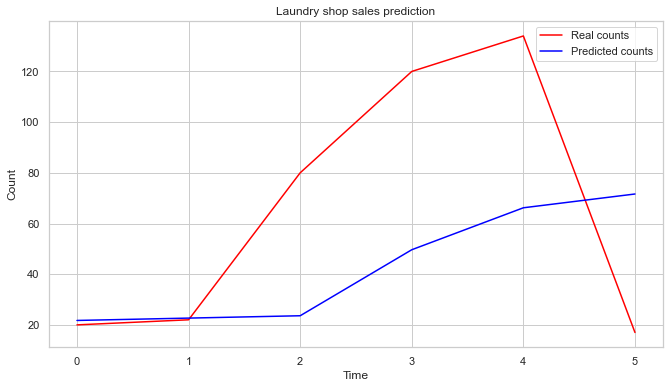 Laundry shop sales prediction
Real counts
Predicted counts
Count
120
100
80
60
40
20
0 1 2 3 4 5
Time